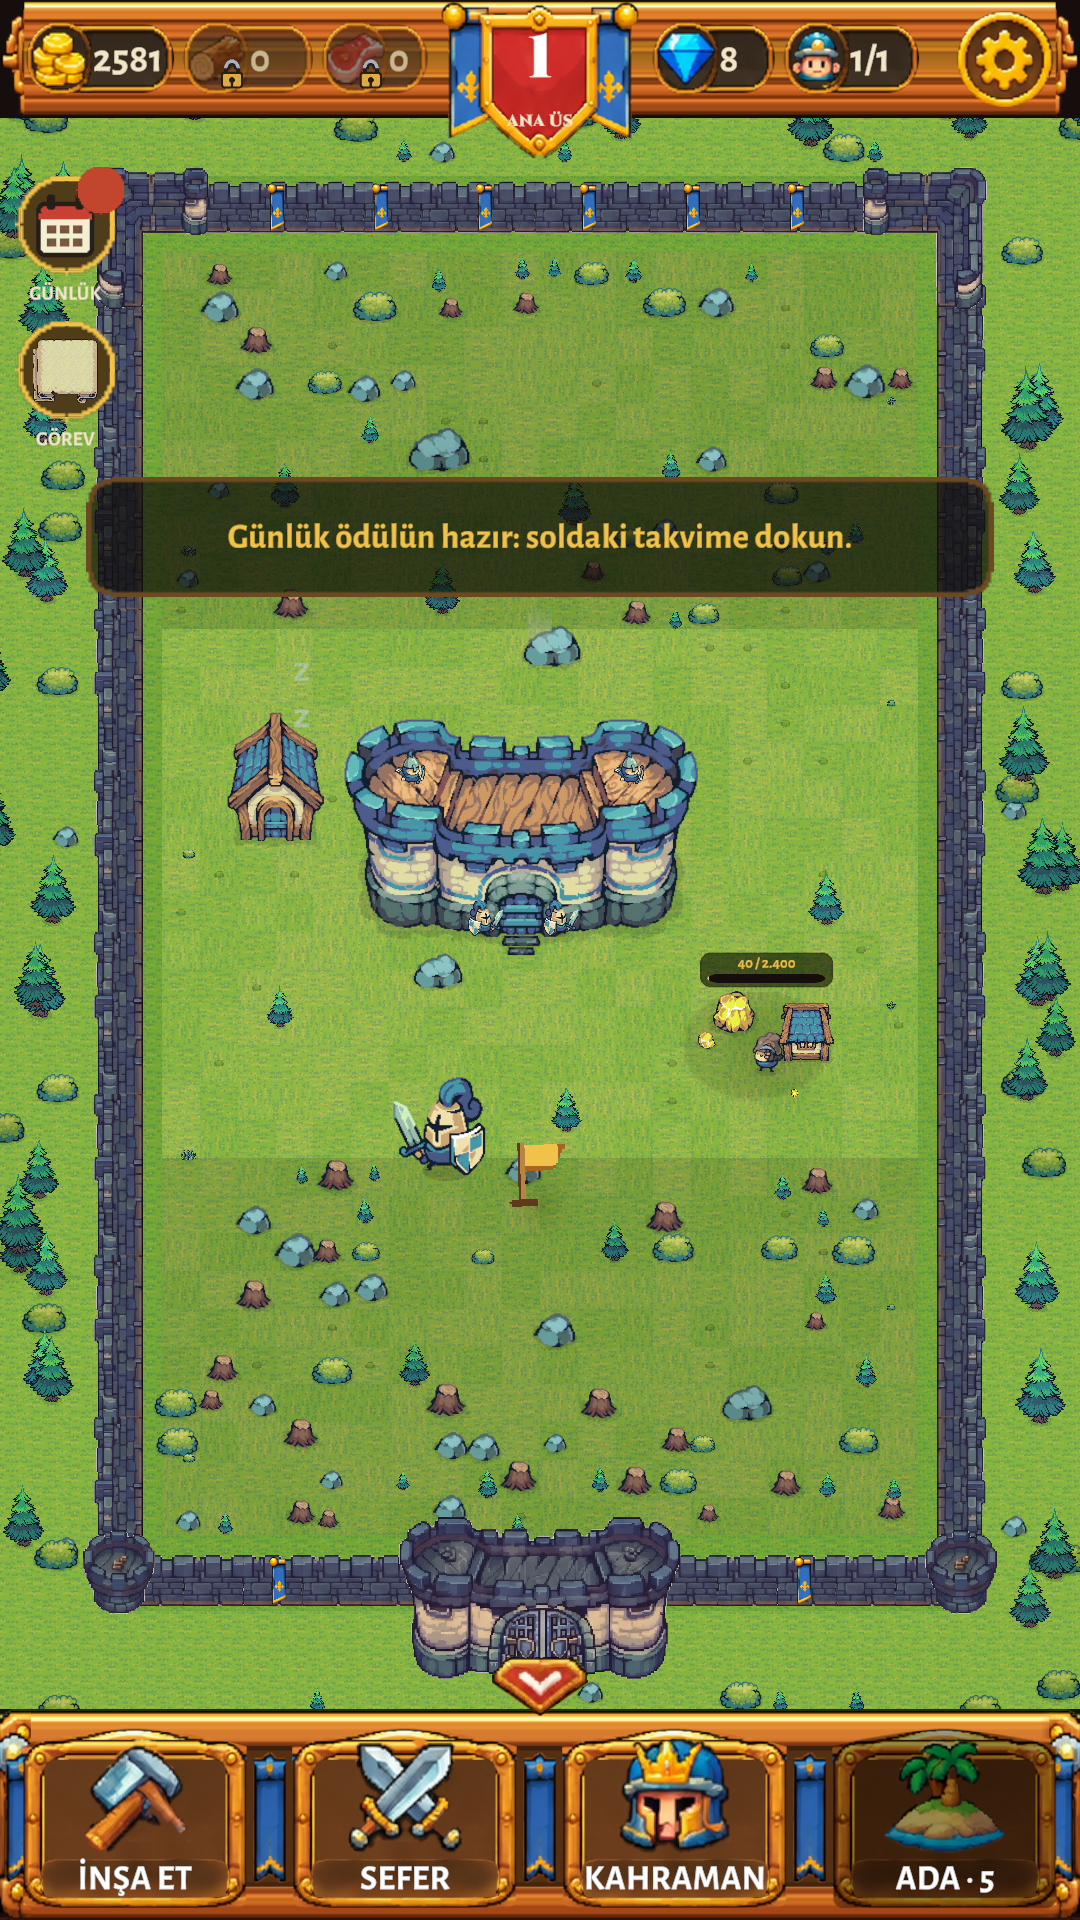 2581
0
0
1
ANA ÜS
8
1/1
GÜNLÜK
GÖREV
Günlük ödülün hazır: soldaki takvime dokun.
Z
Z
40 / 2.400
İNŞA ET
SEFER
KAHRAMAN
ADA · 5